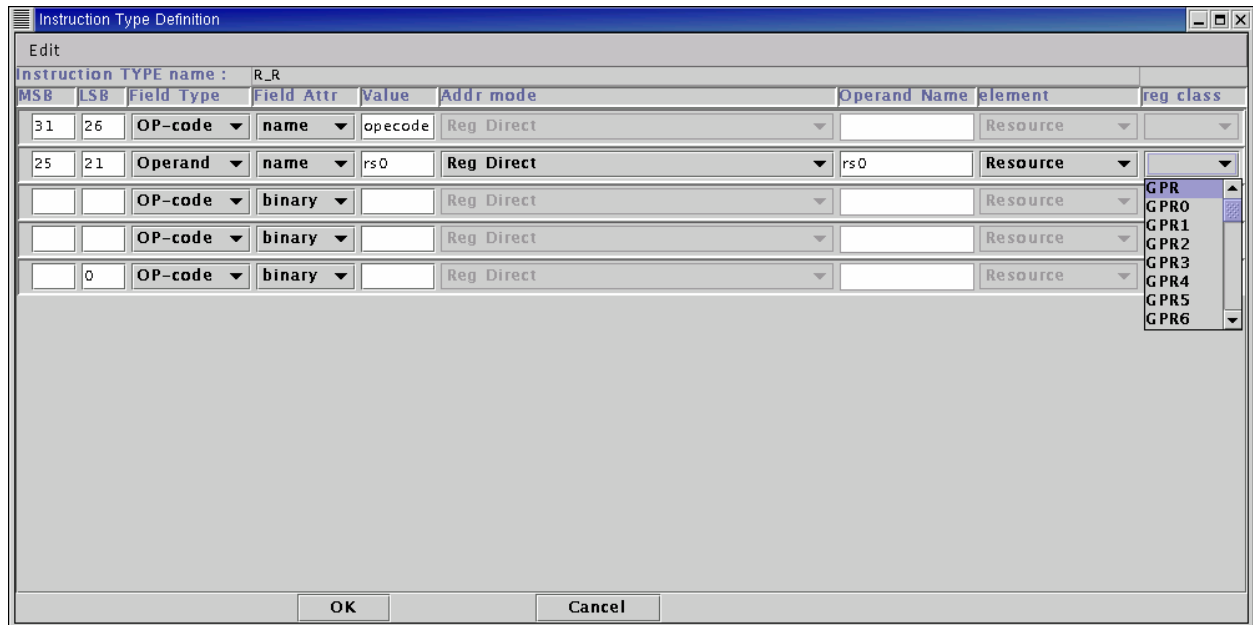 Instruction Type Definition
Edit
Instruction TYPE name : R_R
MSB LSB Field Type Field Attr Value Addr mode Operand Name element reg class
31 26 OP-code name opecode Reg Direct Resource
25 21 Operand name rs0 Reg Direct rs0 Resource
OP-code binary Reg Direct Resource
OP-code binary Reg Direct Resource
0 OP-code binary Reg Direct Resource
GPR
GPR0
GPR1
GPR2
GPR3
GPR4
GPR5
GPR6
OK Cancel